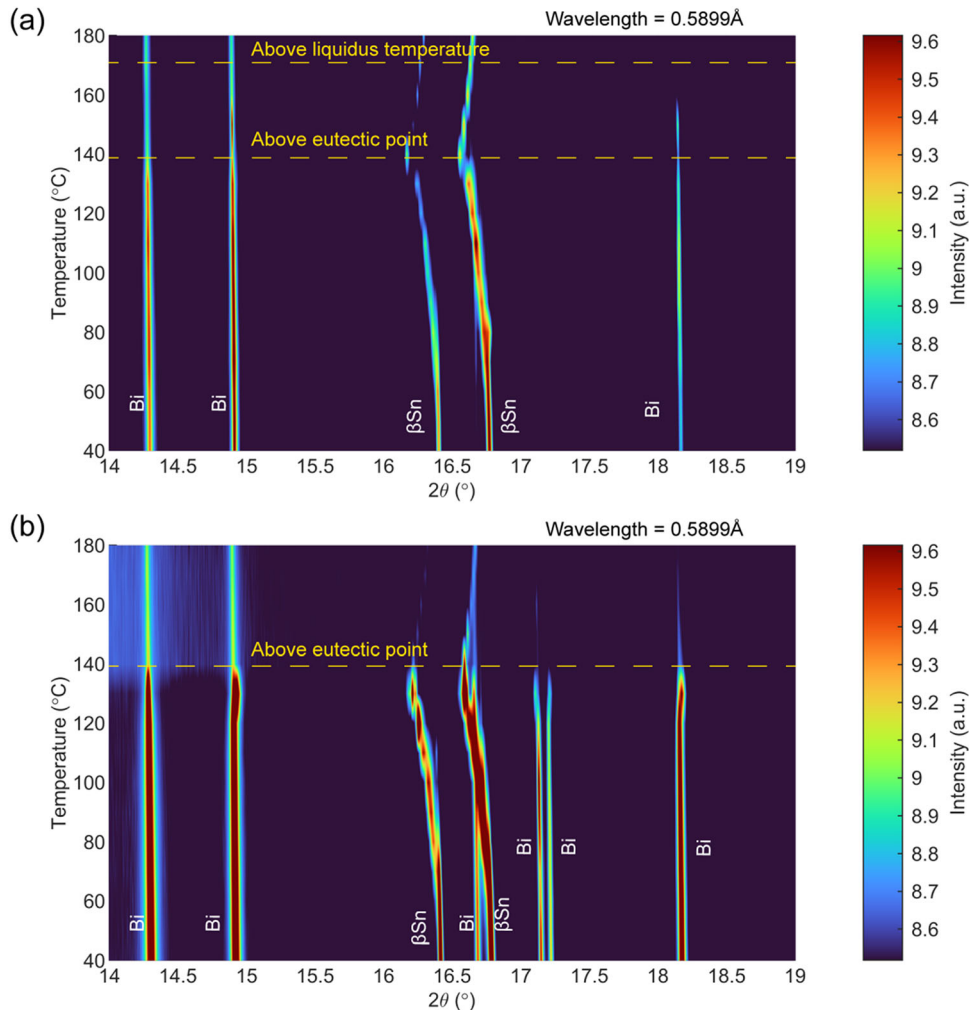 (a)
Wavelength = 0.5899Å
180
160
140
120
100
80
60
40
Temperature (°C)
Above liquidus temperature
Above eutectic point
Bi
Bi
βSn
βSn
Bi
14
14.5
15
15.5
16
16.5
17
17.5
18
18.5
19
2θ (°)
9.6
9.5
9.4
9.3
9.2
9.1
9
8.9
8.8
8.7
8.6
Intensity (a.u.)
(b)
Wavelength = 0.5899Å
180
160
140
120
100
80
60
40
Temperature (°C)
Above eutectic point
Bi
Bi
βSn
Bi
βSn
Bi
Bi
Bi
14
14.5
15
15.5
16
16.5
17
17.5
18
18.5
19
2θ (°)
9.6
9.5
9.4
9.3
9.2
9.1
9
8.9
8.8
8.7
8.6
Intensity (a.u.)